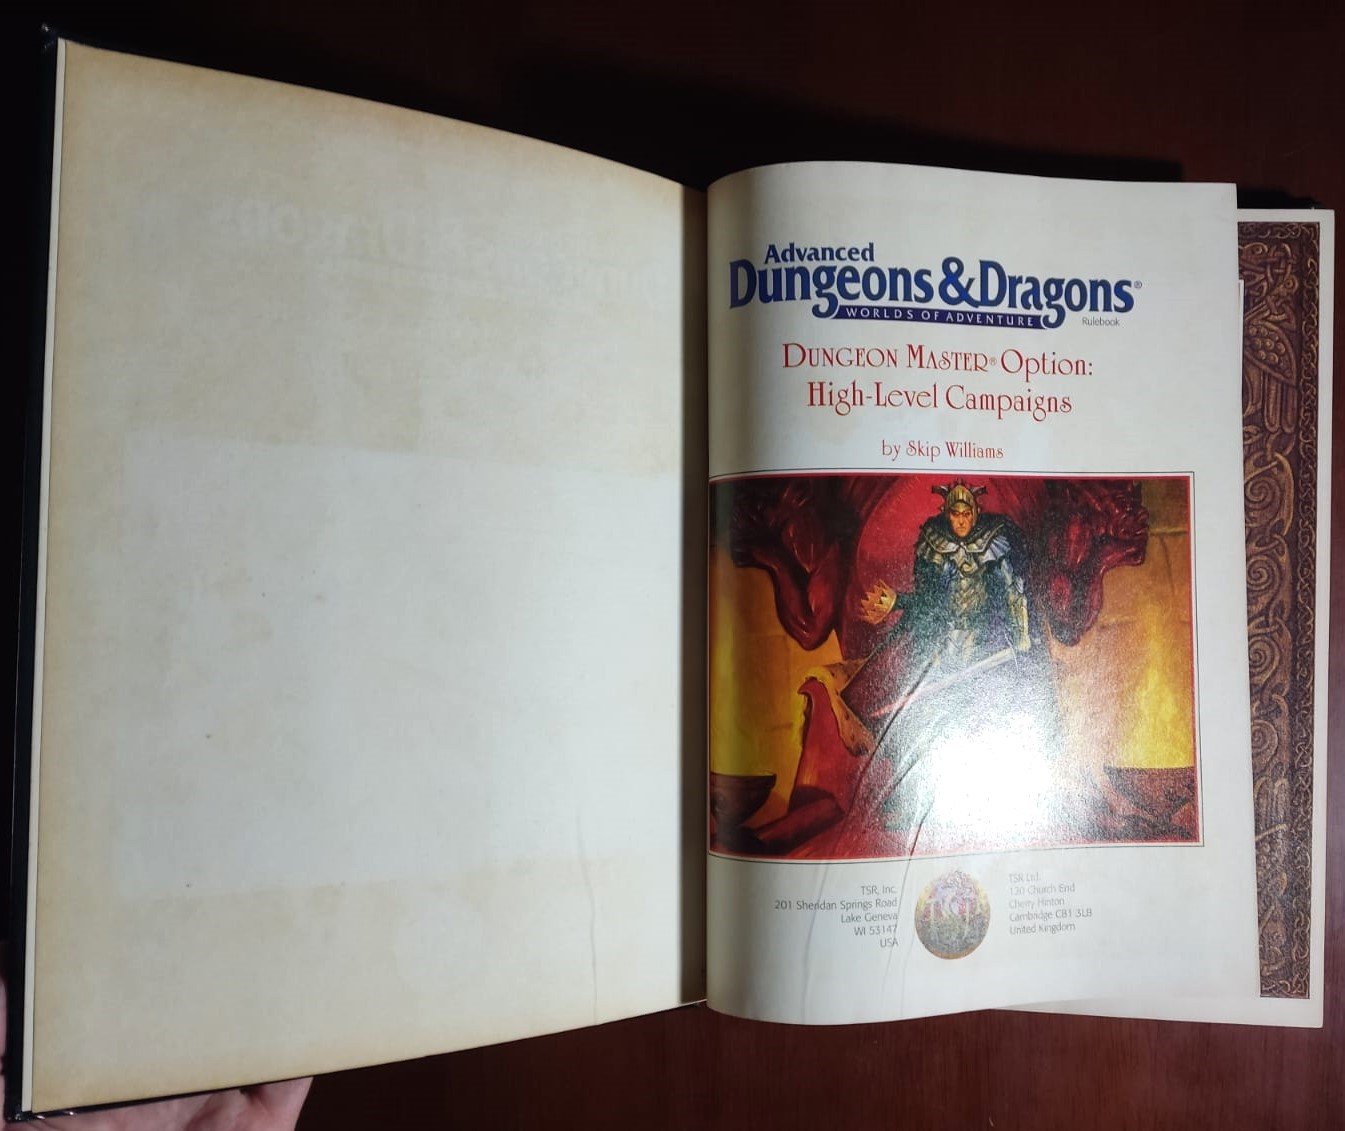 Advanced
Dungeons & Dragons®
WORLDS OF ADVENTURE
Rulebook
DUNGEON MASTER® Option:
High-Level Campaigns
by Skip Williams
TSR, Inc.
201 Sheridan Springs Road
Lake Geneva
WI 53147
USA
TSR
TSR Ltd.
120 Church End
Cherry Hinton
Cambridge CB1 3LB
United Kingdom